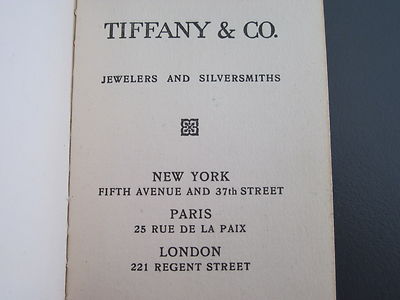 TIFFANY & CO.
JEWELERS AND SILVERSMITHS
NEW YORK
FIFTH AVENUE AND 37th STREET
PARIS
25 RUE DE LA PAIX
LONDON
221 REGENT STREET